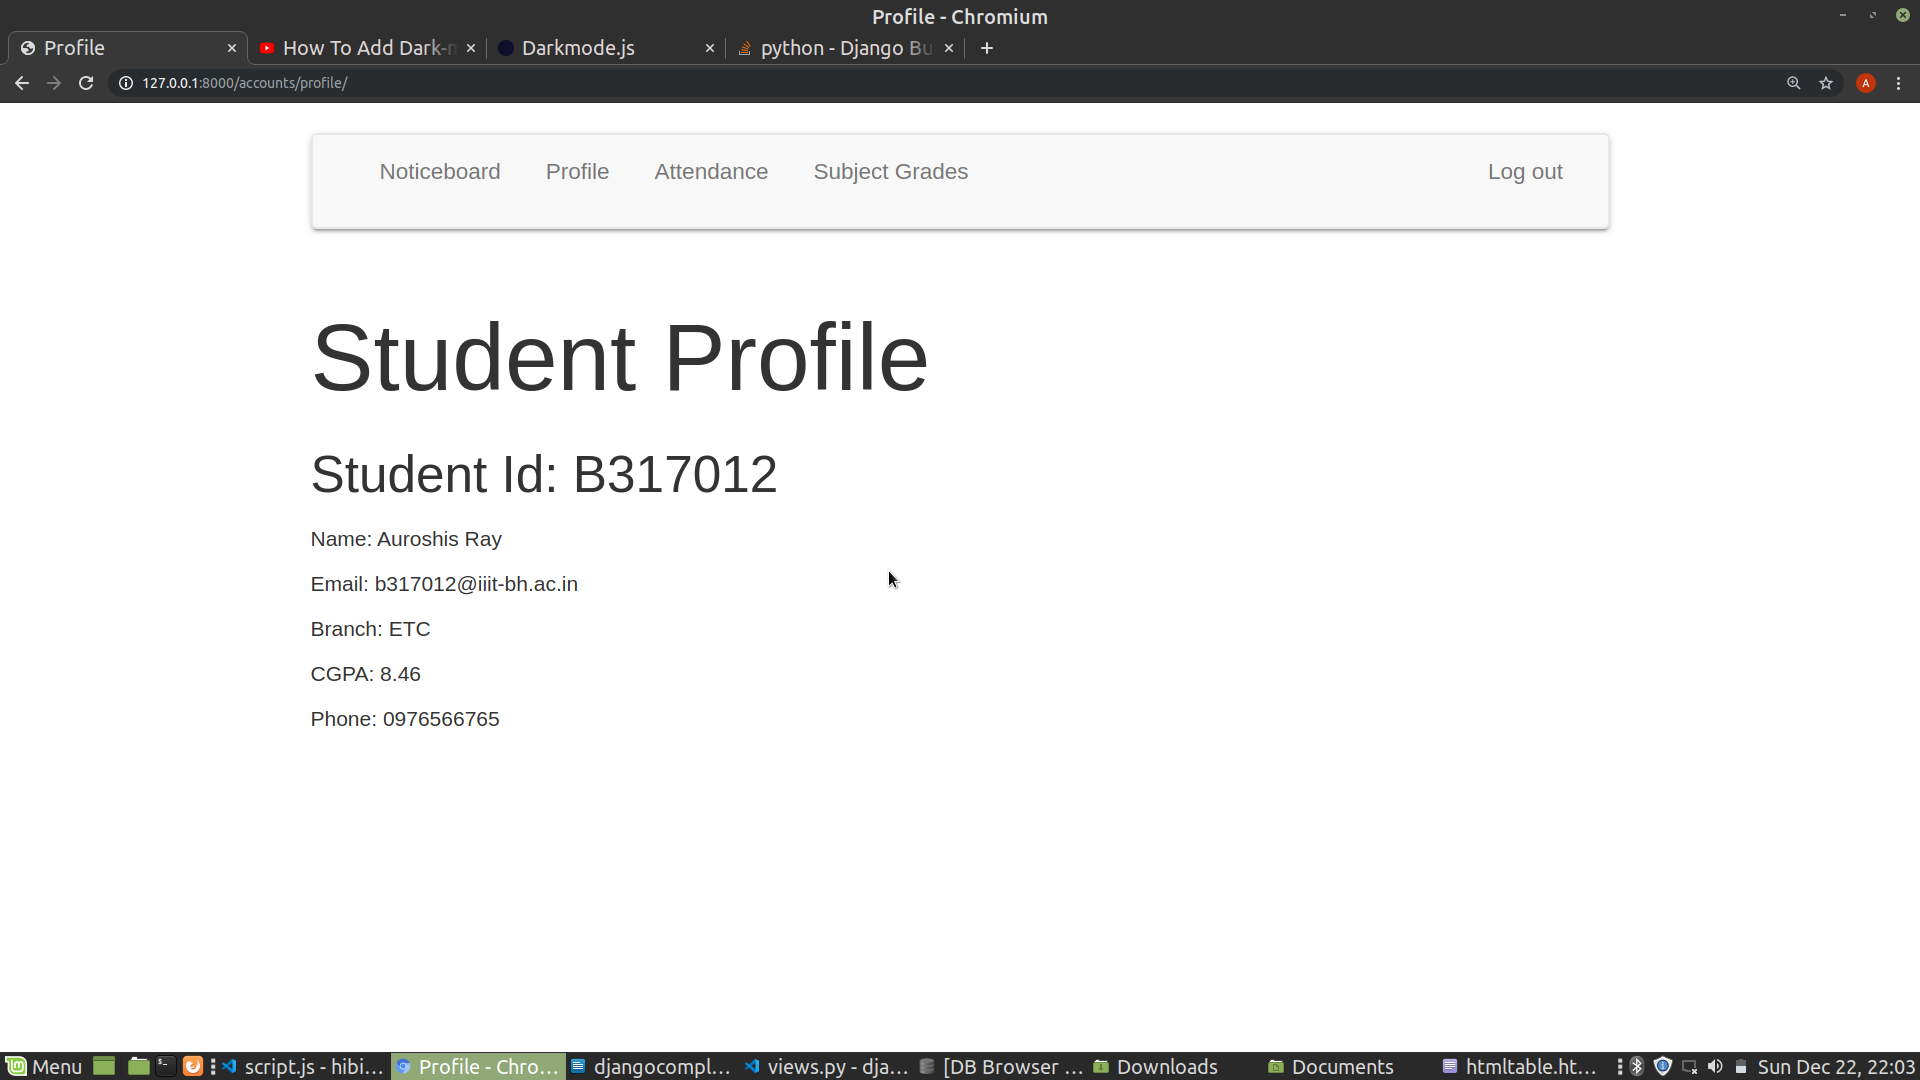 Profile - Chromium
Profile
How To Add Dark-
Darkmode.js
python - Django Bu
127.0.0.1:8000/accounts/profile/
A
Noticeboard
Profile
Attendance
Subject Grades
Log out
Student Profile
Student Id: B317012
Name: Auroshis Ray
Email: b317012@iiit-bh.ac.in
Branch: ETC
CGPA: 8.46
Phone: 0976566765
Menu
script.js - hibi...
Profile - Chro...
djangocompl...
views.py - dja...
[DB Browser ...
Downloads
Documents
htmltable.ht...
Sun Dec 22, 22:03